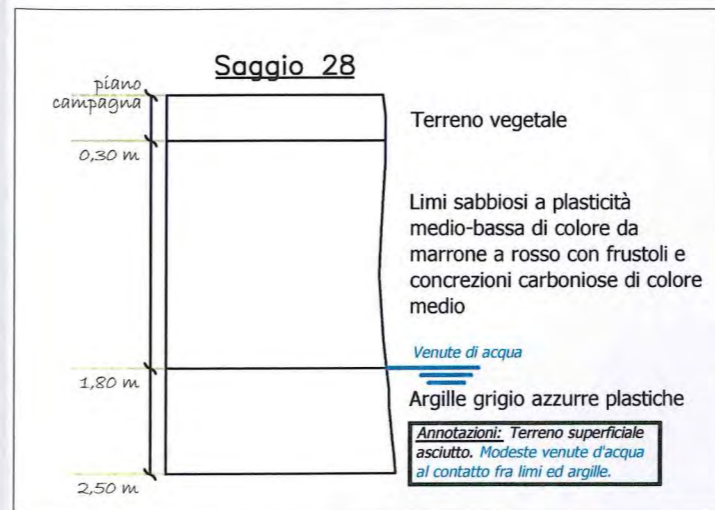 Saggio 28
piano
campagna
0,30 m
1,80 m
2,50 m
Terreno vegetale
Limi sabbiosi a plasticità
medio-bassa di colore da
marrone a rosso con frustoli e
concrezioni carboniose di colore
medio
Venute di acqua
Argille grigio azzurre plastiche
Annotazioni: Terreno superficiale
asciutto. Modeste venute d'acqua
al contatto fra limi ed argille.